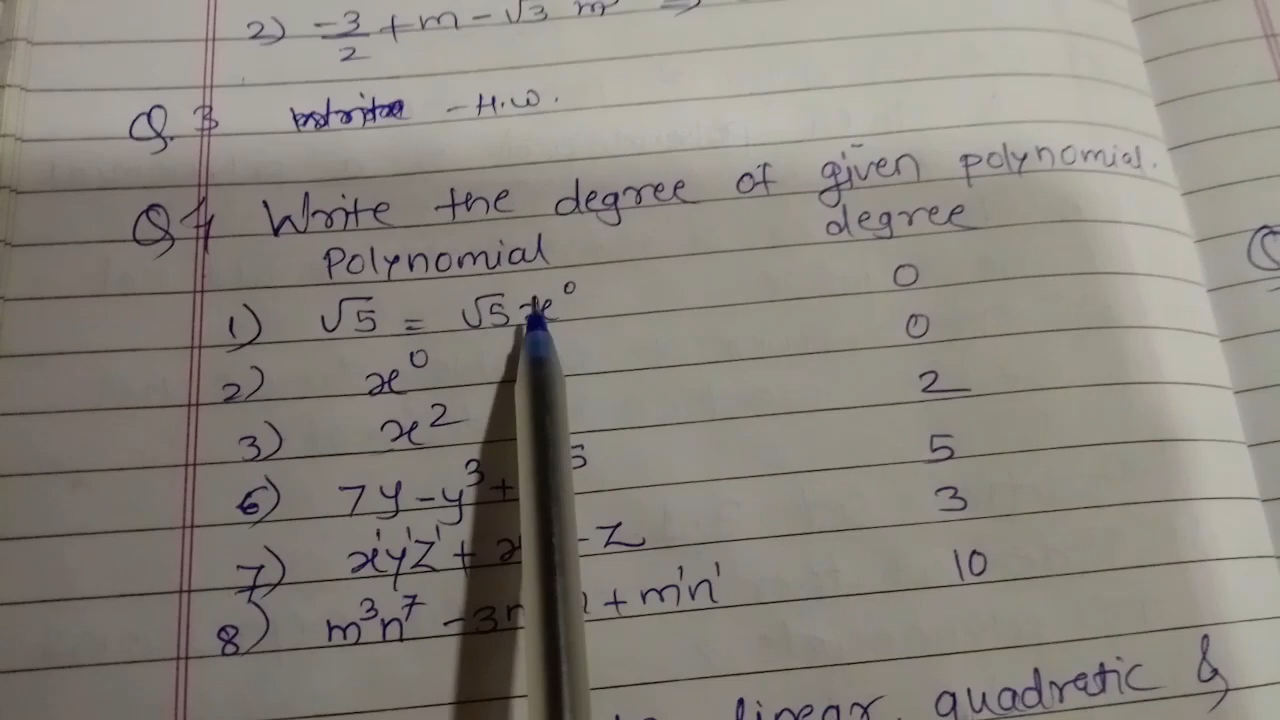 2) -3/2 + m - √3 m
Q.3 - H.W.
Q4 Write the degree of given polynomial.
Polynomial degree
1) √5 = √5 x⁰ 0
2) x⁰ 0
3) x² 2
6) 7y - y³ + 5 5
7) x¹y¹z¹ + x - z 3
8) m³n⁷ - 3 + m¹n¹ 10
linear, quadratic &